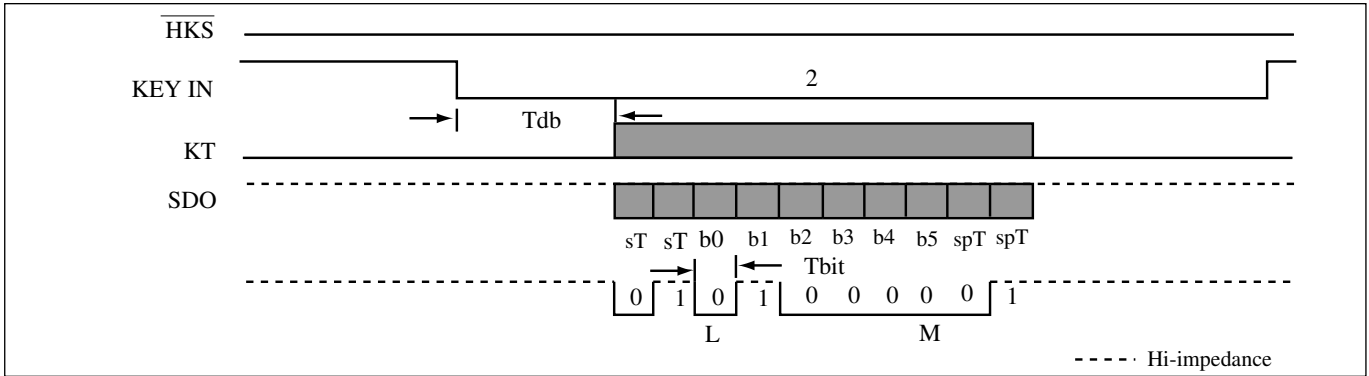 HKS
KEY IN 2
Tdb
KT
SDO
sT sT b0 b1 b2 b3 b4 b5 spT spT
Tbit
0 1 0 1 0 0 0 0 0 1
L M
Hi-impedance